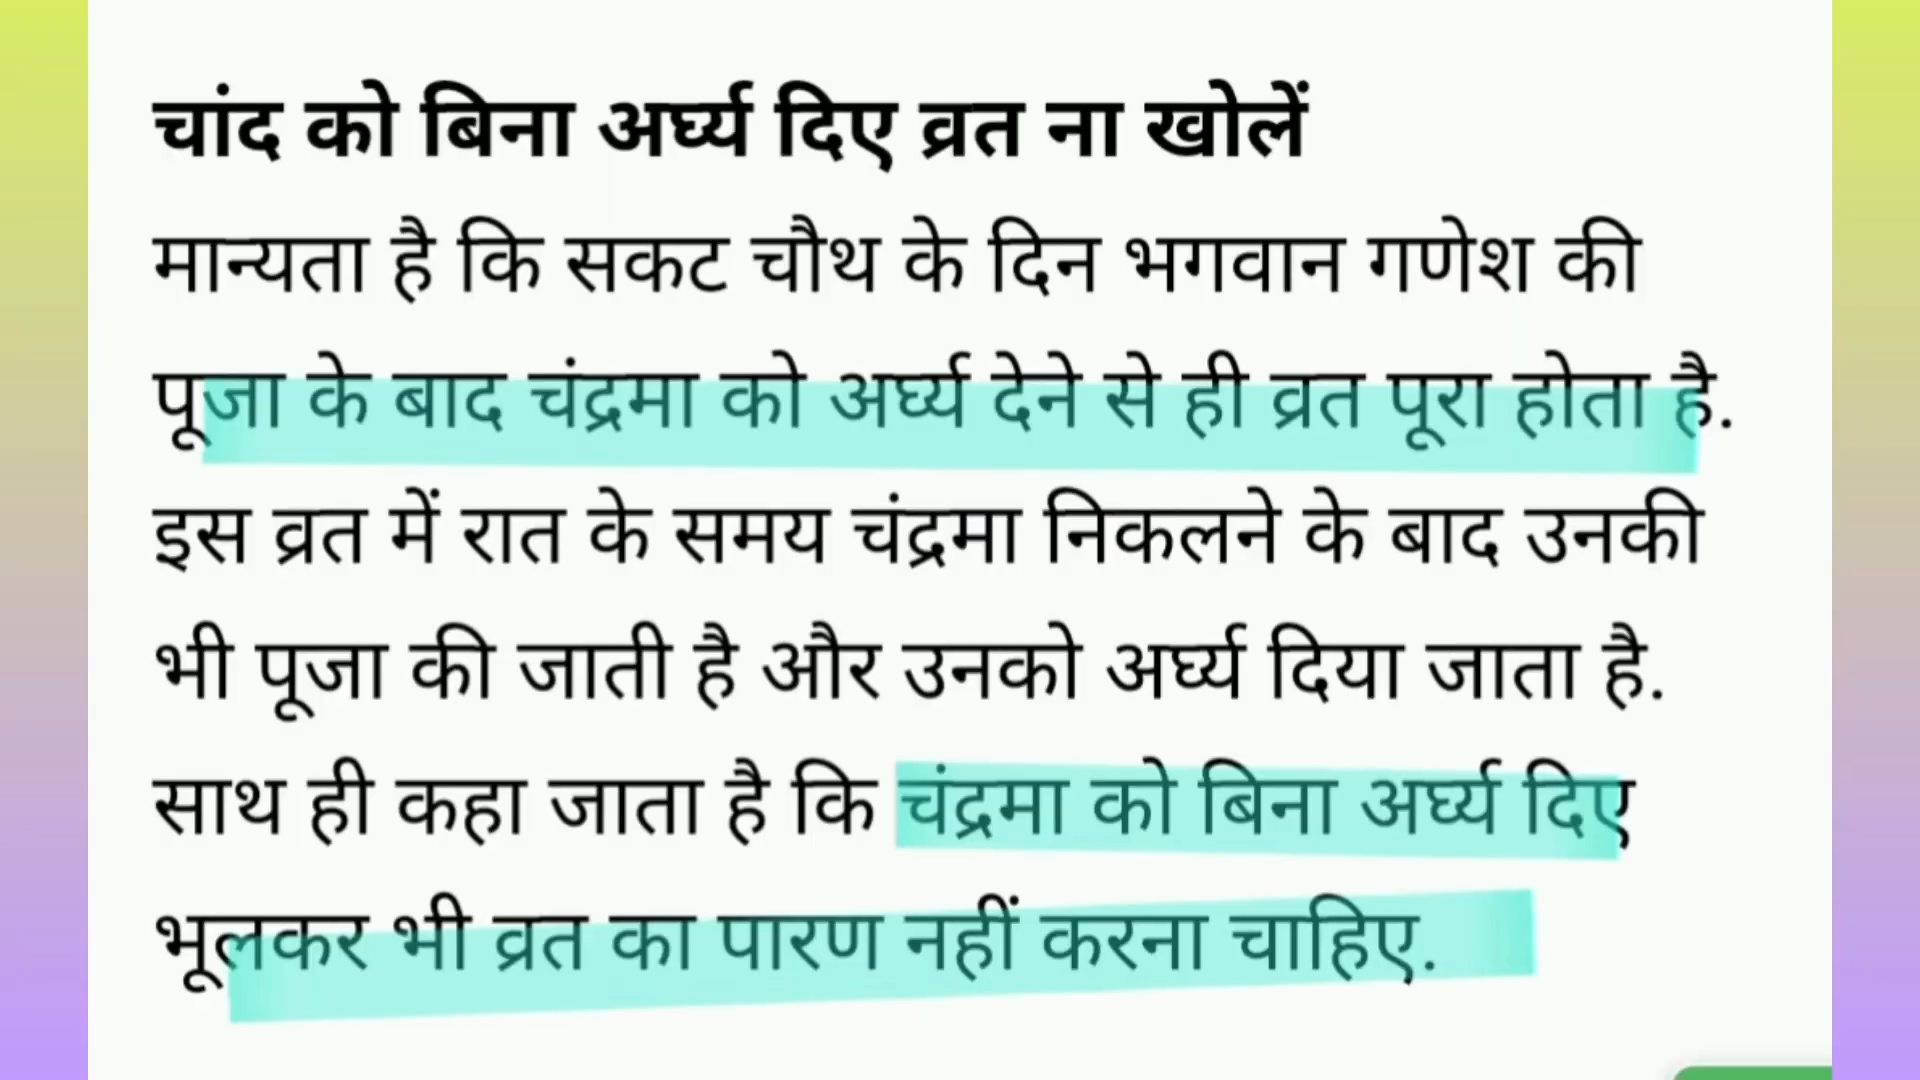 चांद को बिना अर्घ्य दिए व्रत ना खोलें
मान्यता है कि सकट चौथ के दिन भगवान गणेश की
पूजा के बाद चंद्रमा को अर्घ्य देने से ही व्रत पूरा होता है.
इस व्रत में रात के समय चंद्रमा निकलने के बाद उनकी
भी पूजा की जाती है और उनको अर्घ्य दिया जाता है.
साथ ही कहा जाता है कि चंद्रमा को बिना अर्घ्य दिए
भूलकर भी व्रत का पारण नहीं करना चाहिए.